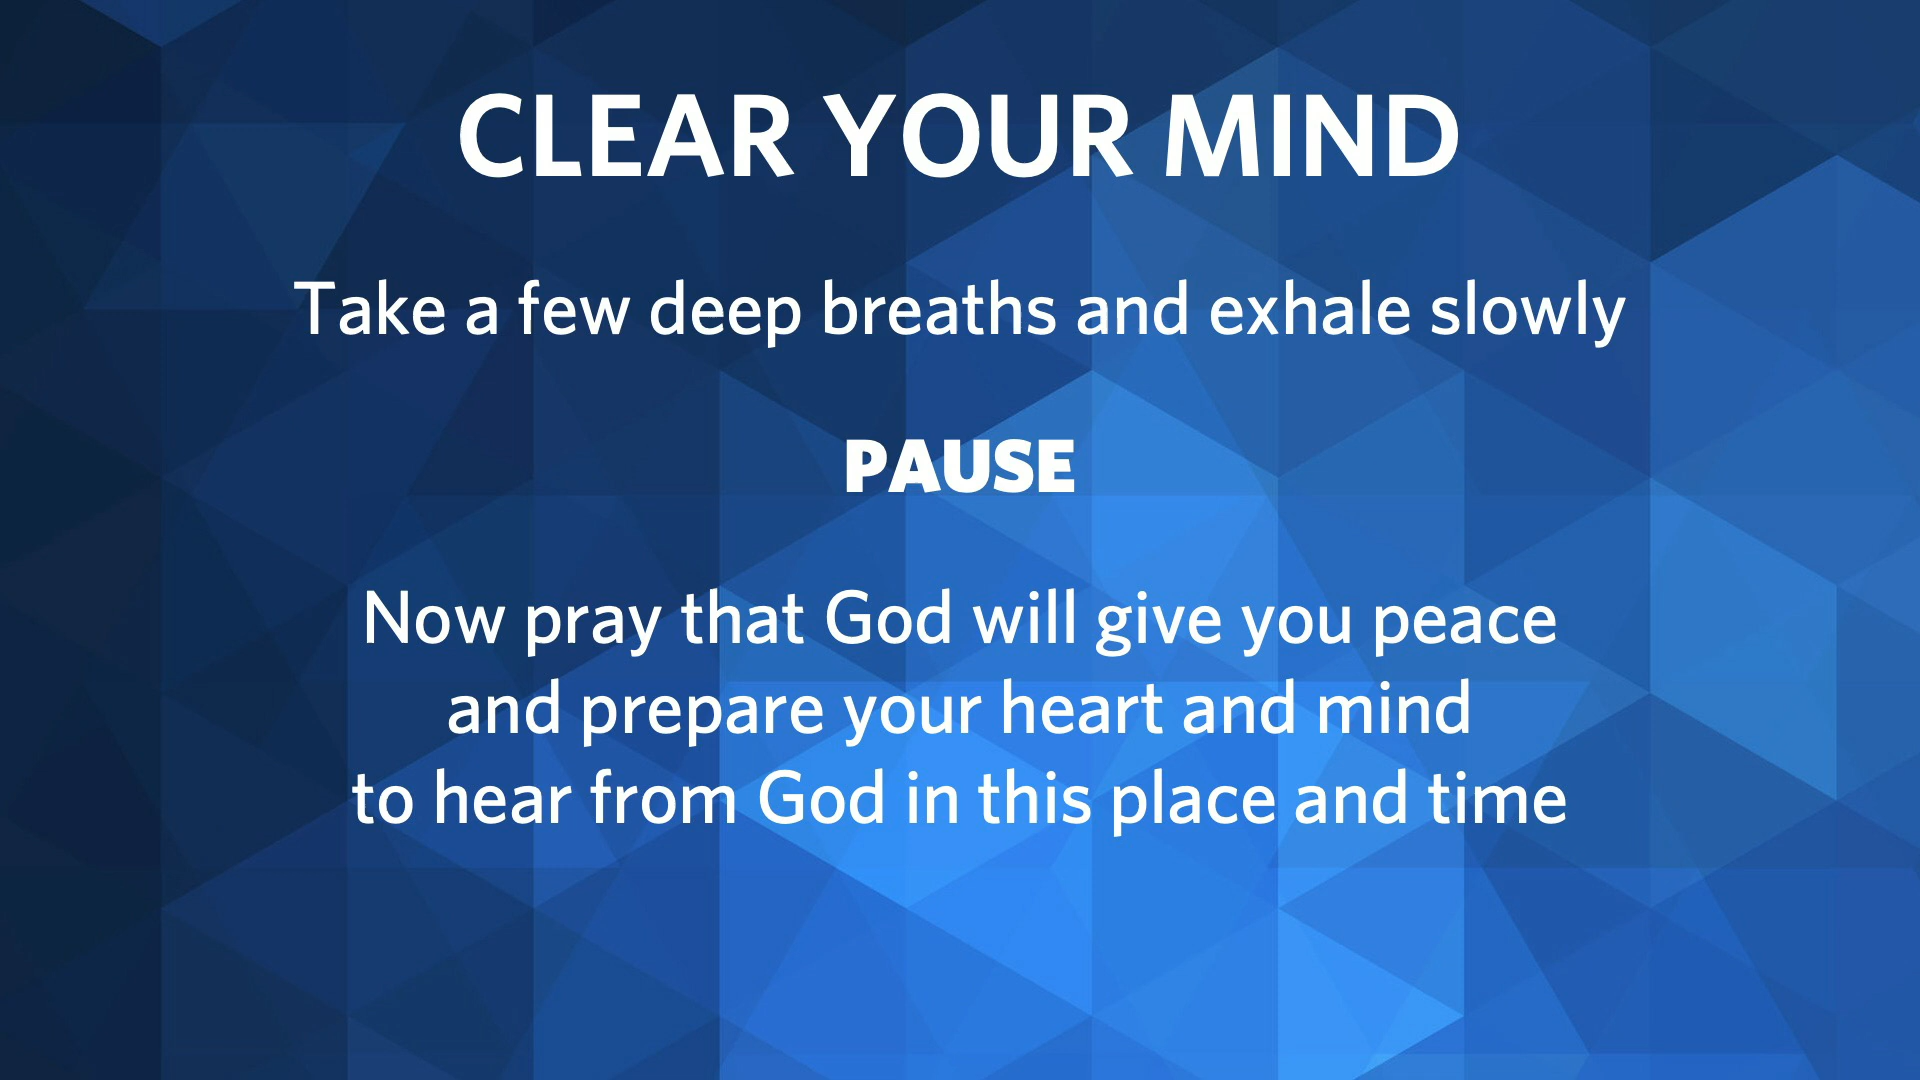 CLEAR YOUR MIND
Take a few deep breaths and exhale slowly
PAUSE
Now pray that God will give you peace
and prepare your heart and mind
to hear from God in this place and time